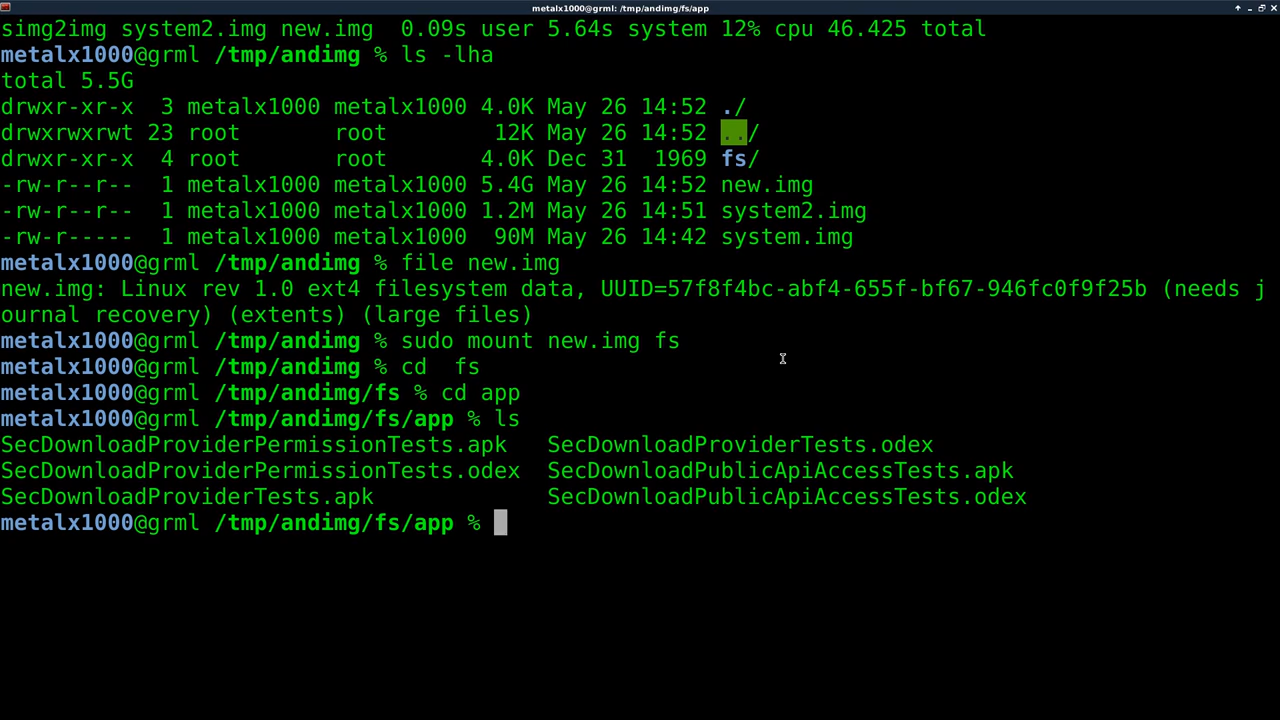 metalx1000@grml: /tmp/andimg/fs/app
simg2img system2.img new.img  0.09s user 5.64s system 12% cpu 46.425 total
metalx1000@grml /tmp/andimg % ls -lha
total 5.5G
drwxr-xr-x  3 metalx1000 metalx1000 4.0K May 26 14:52 ./
drwxrwxrwt 23 root       root        12K May 26 14:52 ../
drwxr-xr-x  4 root       root       4.0K Dec 31  1969 fs/
-rw-r--r--  1 metalx1000 metalx1000 5.4G May 26 14:52 new.img
-rw-r--r--  1 metalx1000 metalx1000 1.2M May 26 14:51 system2.img
-rw-r-----  1 metalx1000 metalx1000  90M May 26 14:42 system.img
metalx1000@grml /tmp/andimg % file new.img
new.img: Linux rev 1.0 ext4 filesystem data, UUID=57f8f4bc-abf4-655f-bf67-946fc0f9f25b (needs j
ournal recovery) (extents) (large files)
metalx1000@grml /tmp/andimg % sudo mount new.img fs
metalx1000@grml /tmp/andimg % cd  fs
metalx1000@grml /tmp/andimg/fs % cd app
metalx1000@grml /tmp/andimg/fs/app % ls
SecDownloadProviderPermissionTests.apk   SecDownloadProviderTests.odex
SecDownloadProviderPermissionTests.odex  SecDownloadPublicApiAccessTests.apk
SecDownloadProviderTests.apk             SecDownloadPublicApiAccessTests.odex
metalx1000@grml /tmp/andimg/fs/app %